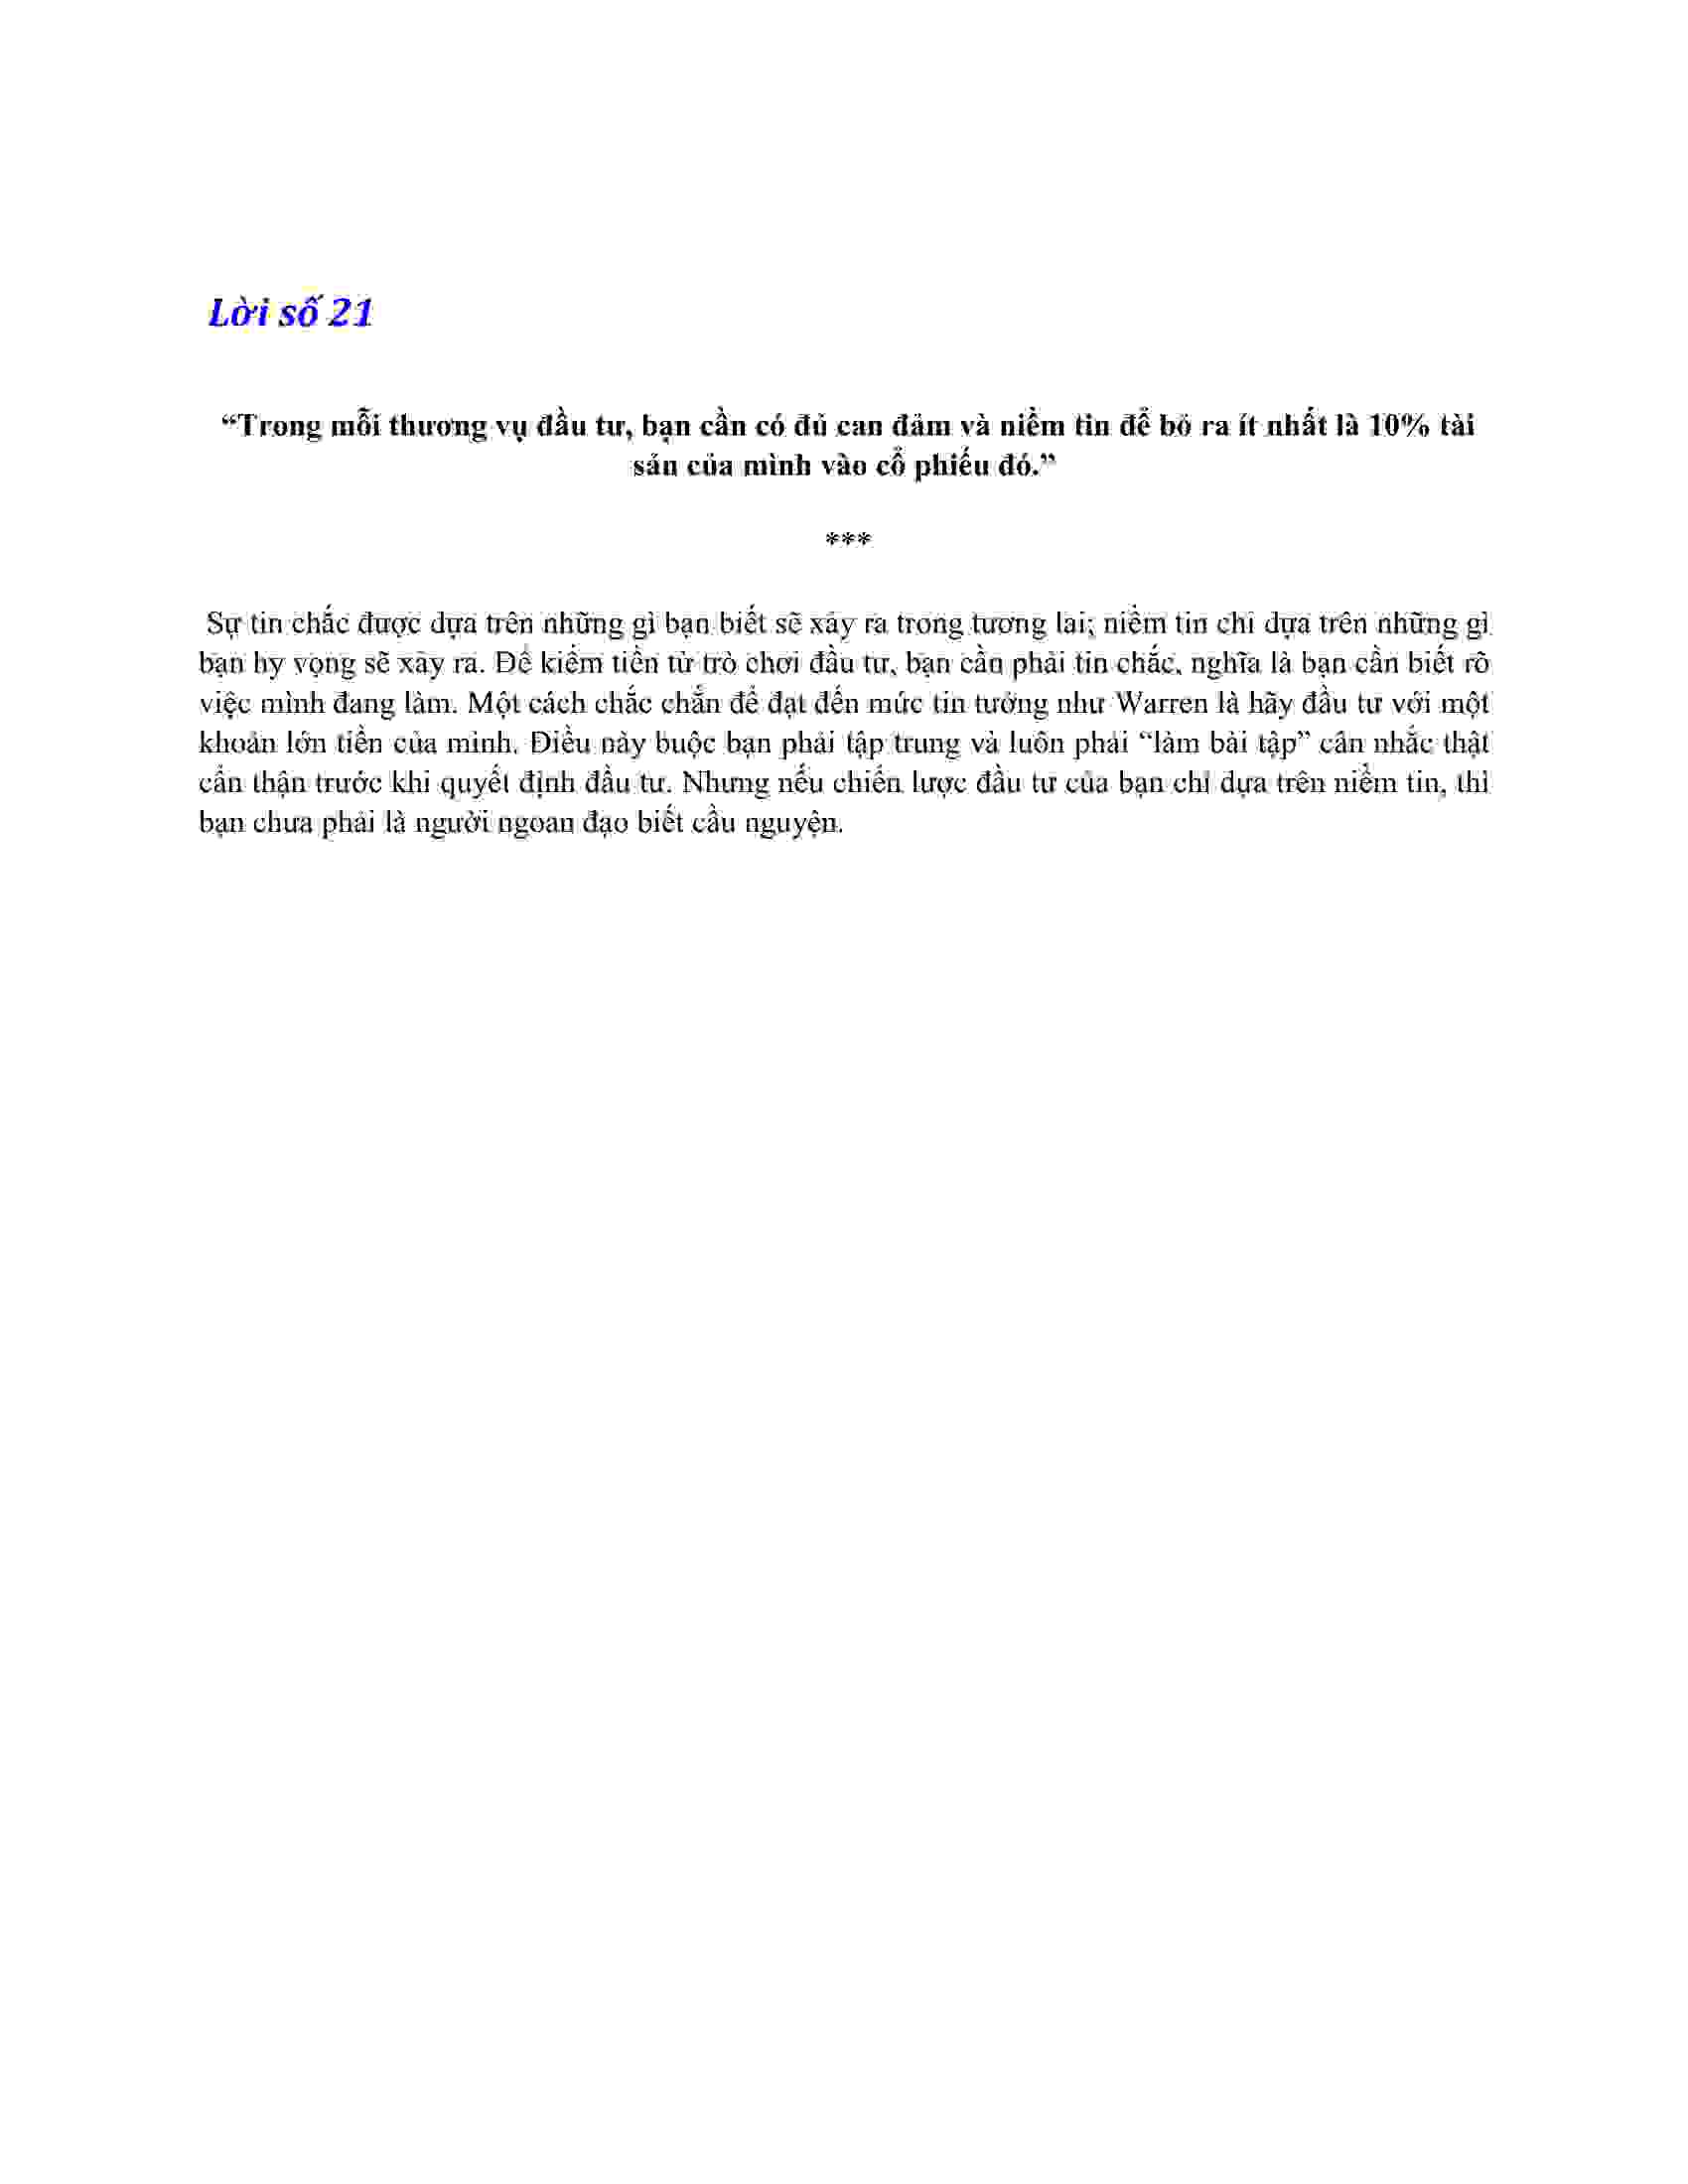 Lời số 21
“Trong mỗi thương vụ đầu tư, bạn cần có đủ can đảm và niềm tin để bỏ ra ít nhất là 10% tài
sản của mình vào cổ phiếu đó.”
***
Sự tin chắc được dựa trên những gì bạn biết sẽ xảy ra trong tương lai; niềm tin chỉ dựa trên những gì
bạn hy vọng sẽ xảy ra. Để kiếm tiền từ trò chơi đầu tư, bạn cần phải tin chắc, nghĩa là bạn cần biết rõ
việc mình đang làm. Một cách chắc chắn để đạt đến mức tin tưởng như Warren là hãy đầu tư với một
khoản lớn tiền của mình. Điều này buộc bạn phải tập trung và luôn phải “làm bài tập” cân nhắc thật
cẩn thận trước khi quyết định đầu tư. Nhưng nếu chiến lược đầu tư của bạn chỉ dựa trên niềm tin, thì
bạn chưa phải là người ngoan đạo biết cầu nguyện.